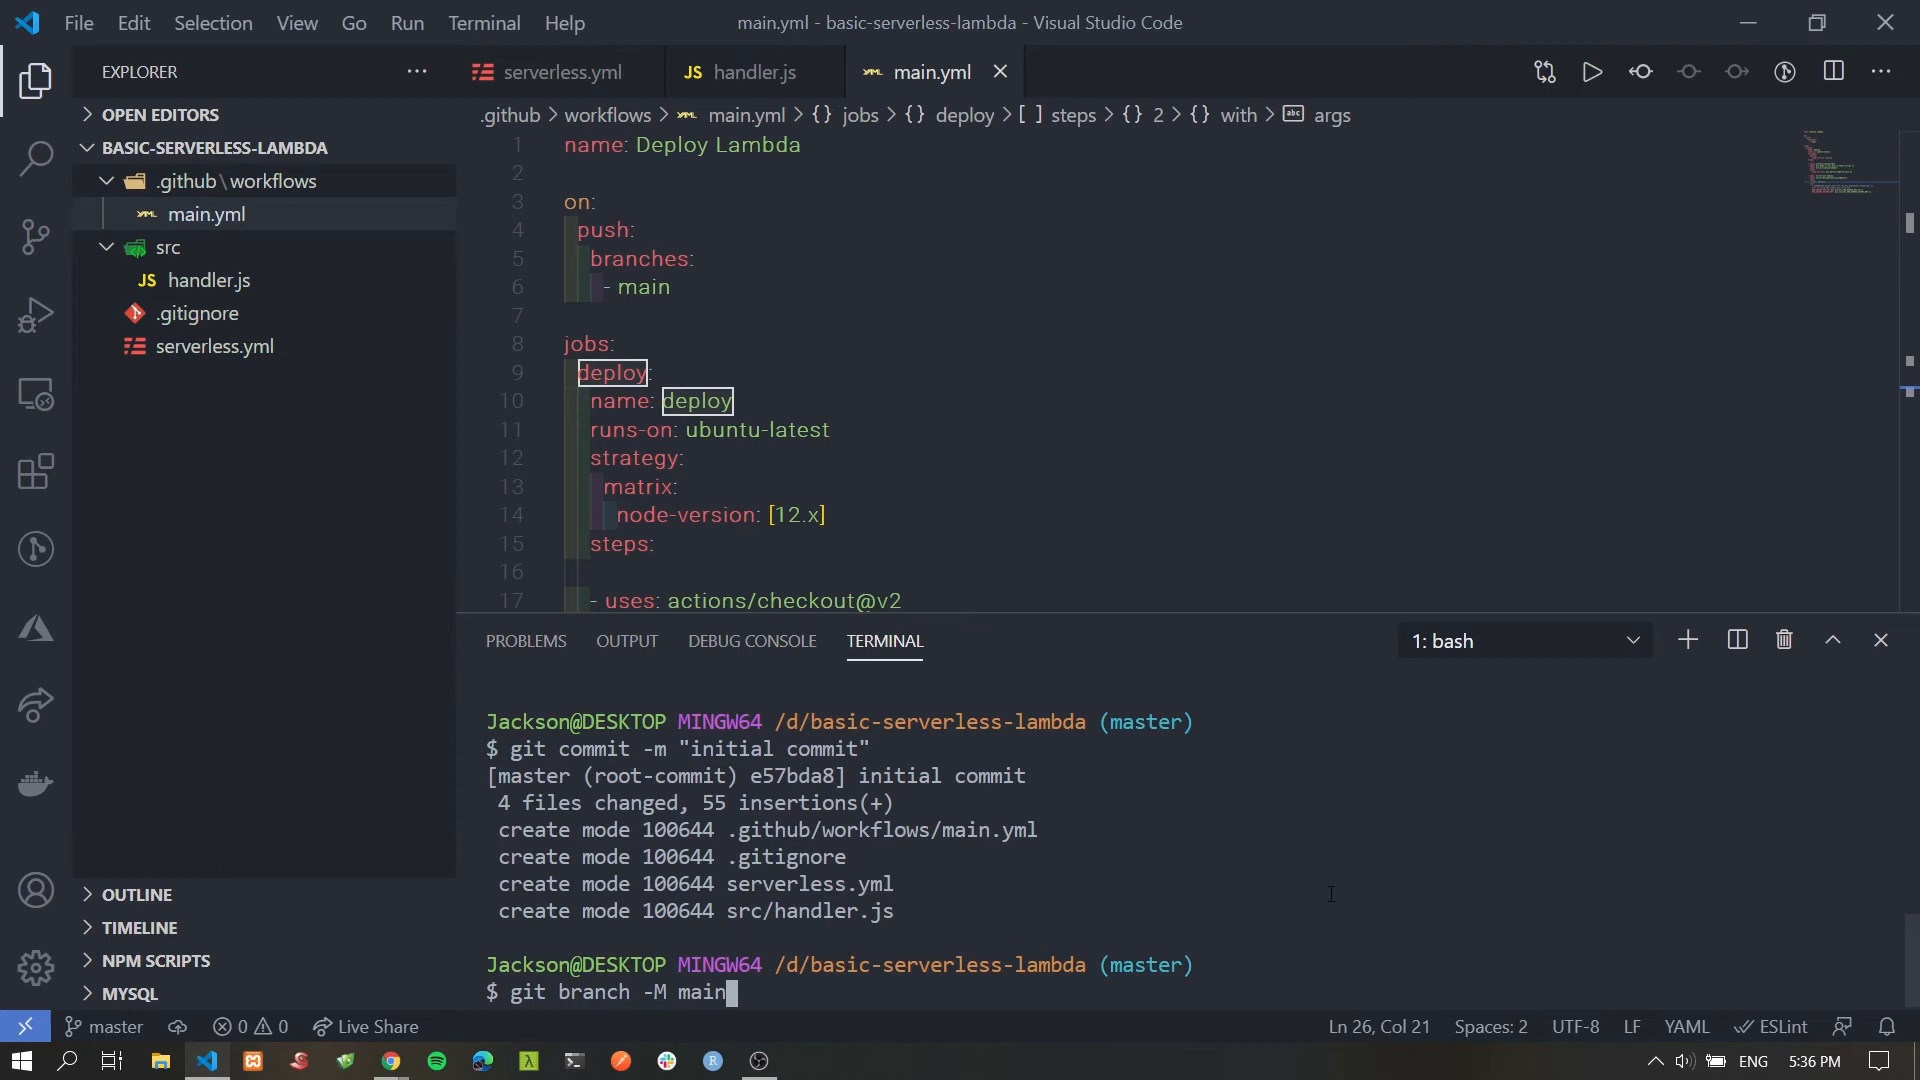 File Edit Selection View Go Run Terminal Help
main.yml - basic-serverless-lambda - Visual Studio Code
EXPLORER
serverless.yml
JS handler.js
main.yml
OPEN EDITORS
BASIC-SERVERLESS-LAMBDA
.github\workflows
main.yml
src
JS handler.js
.gitignore
serverless.yml
OUTLINE
TIMELINE
NPM SCRIPTS
MYSQL
.github > workflows > main.yml > {} jobs > {} deploy > [ ] steps > {} 2 > {} with > abc args
1 name: Deploy Lambda
2
3 on:
4 push:
5 branches:
6 - main
7
8 jobs:
9 deploy:
10 name: deploy
11 runs-on: ubuntu-latest
12 strategy:
13 matrix:
14 node-version: [12.x]
15 steps:
16
17 - uses: actions/checkout@v2
PROBLEMS OUTPUT DEBUG CONSOLE TERMINAL
1: bash
Jackson@DESKTOP MINGW64 /d/basic-serverless-lambda (master)
$ git commit -m "initial commit"
[master (root-commit) e57bda8] initial commit
4 files changed, 55 insertions(+)
create mode 100644 .github/workflows/main.yml
create mode 100644 .gitignore
create mode 100644 serverless.yml
create mode 100644 src/handler.js
Jackson@DESKTOP MINGW64 /d/basic-serverless-lambda (master)
$ git branch -M main
master 0 0 Live Share
Ln 26, Col 21 Spaces: 2 UTF-8 LF YAML ESLint
ENG 5:36 PM